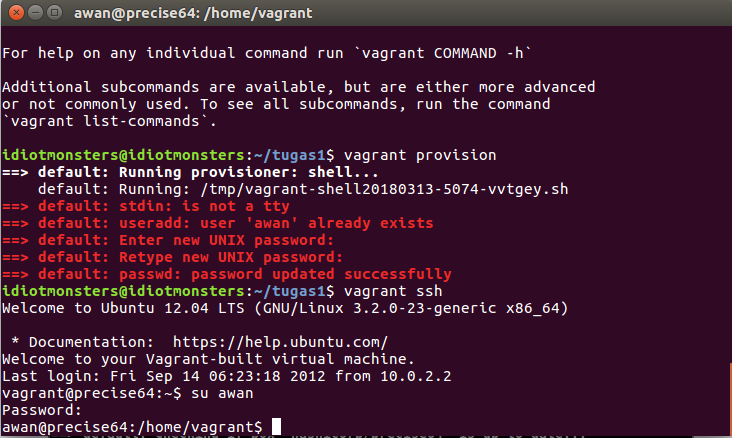 awan@precise64: /home/vagrant
For help on any individual command run `vagrant COMMAND -h`
Additional subcommands are available, but are either more advanced
or not commonly used. To see all subcommands, run the command
`vagrant list-commands`.
idiotmonsters@idiotmonsters:~/tugas1$ vagrant provision
==> default: Running provisioner: shell...
    default: Running: /tmp/vagrant-shell20180313-5074-vvtgey.sh
==> default: stdin: is not a tty
==> default: useradd: user 'awan' already exists
==> default: Enter new UNIX password:
==> default: Retype new UNIX password:
==> default: passwd: password updated successfully
idiotmonsters@idiotmonsters:~/tugas1$ vagrant ssh
Welcome to Ubuntu 12.04 LTS (GNU/Linux 3.2.0-23-generic x86_64)
 * Documentation:  https://help.ubuntu.com/
Welcome to your Vagrant-built virtual machine.
Last login: Fri Sep 14 06:23:18 2012 from 10.0.2.2
vagrant@precise64:~$ su awan
Password:
awan@precise64:/home/vagrant$